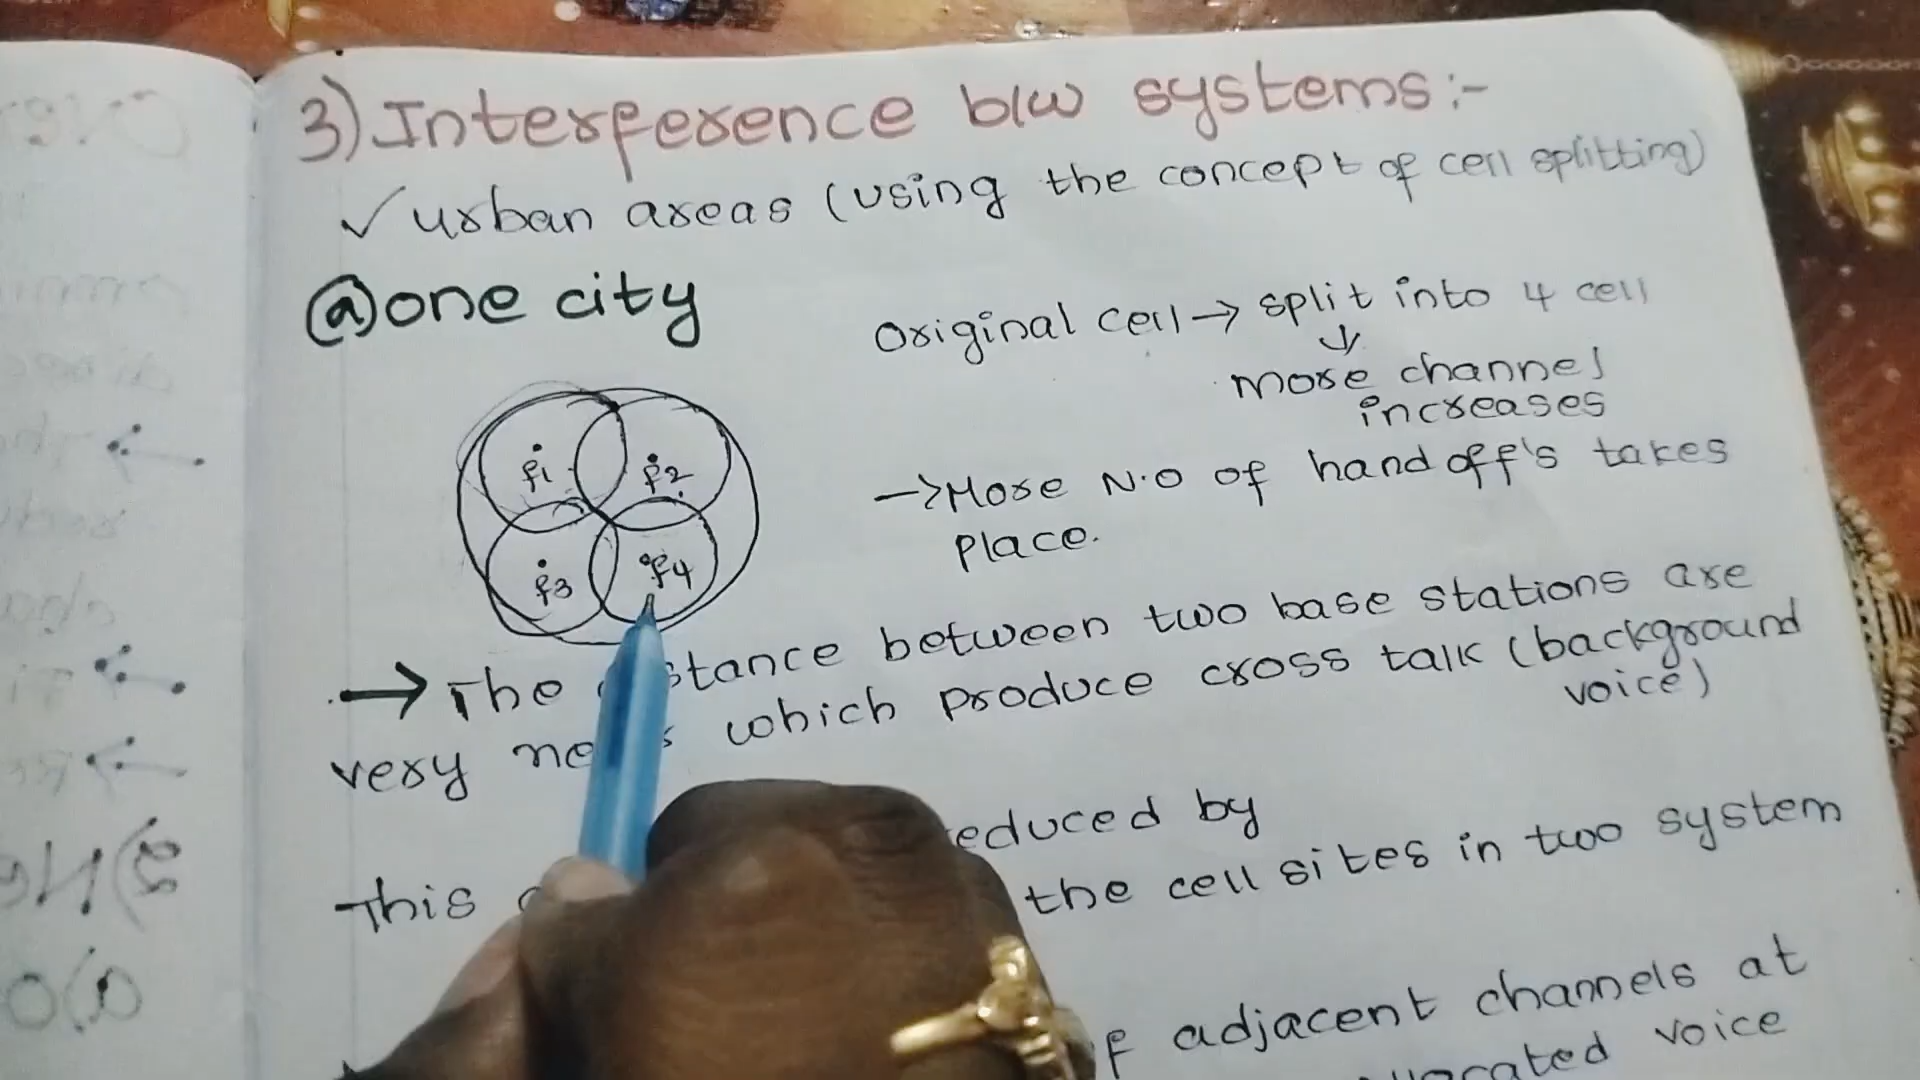 3) Interference b/w systems:-
✓ urban areas (using the concept of cell splitting)
@ one city
Original cell → split into 4 cell
↓
More channel
increases
→ More N.O of hand off's takes
place.
f1 f2
f3 f4
→ The stance between two base stations are
very ne which produce cross talk (background
voice)
educed by
This the cell sites in two system
f adjacent channels at
voice